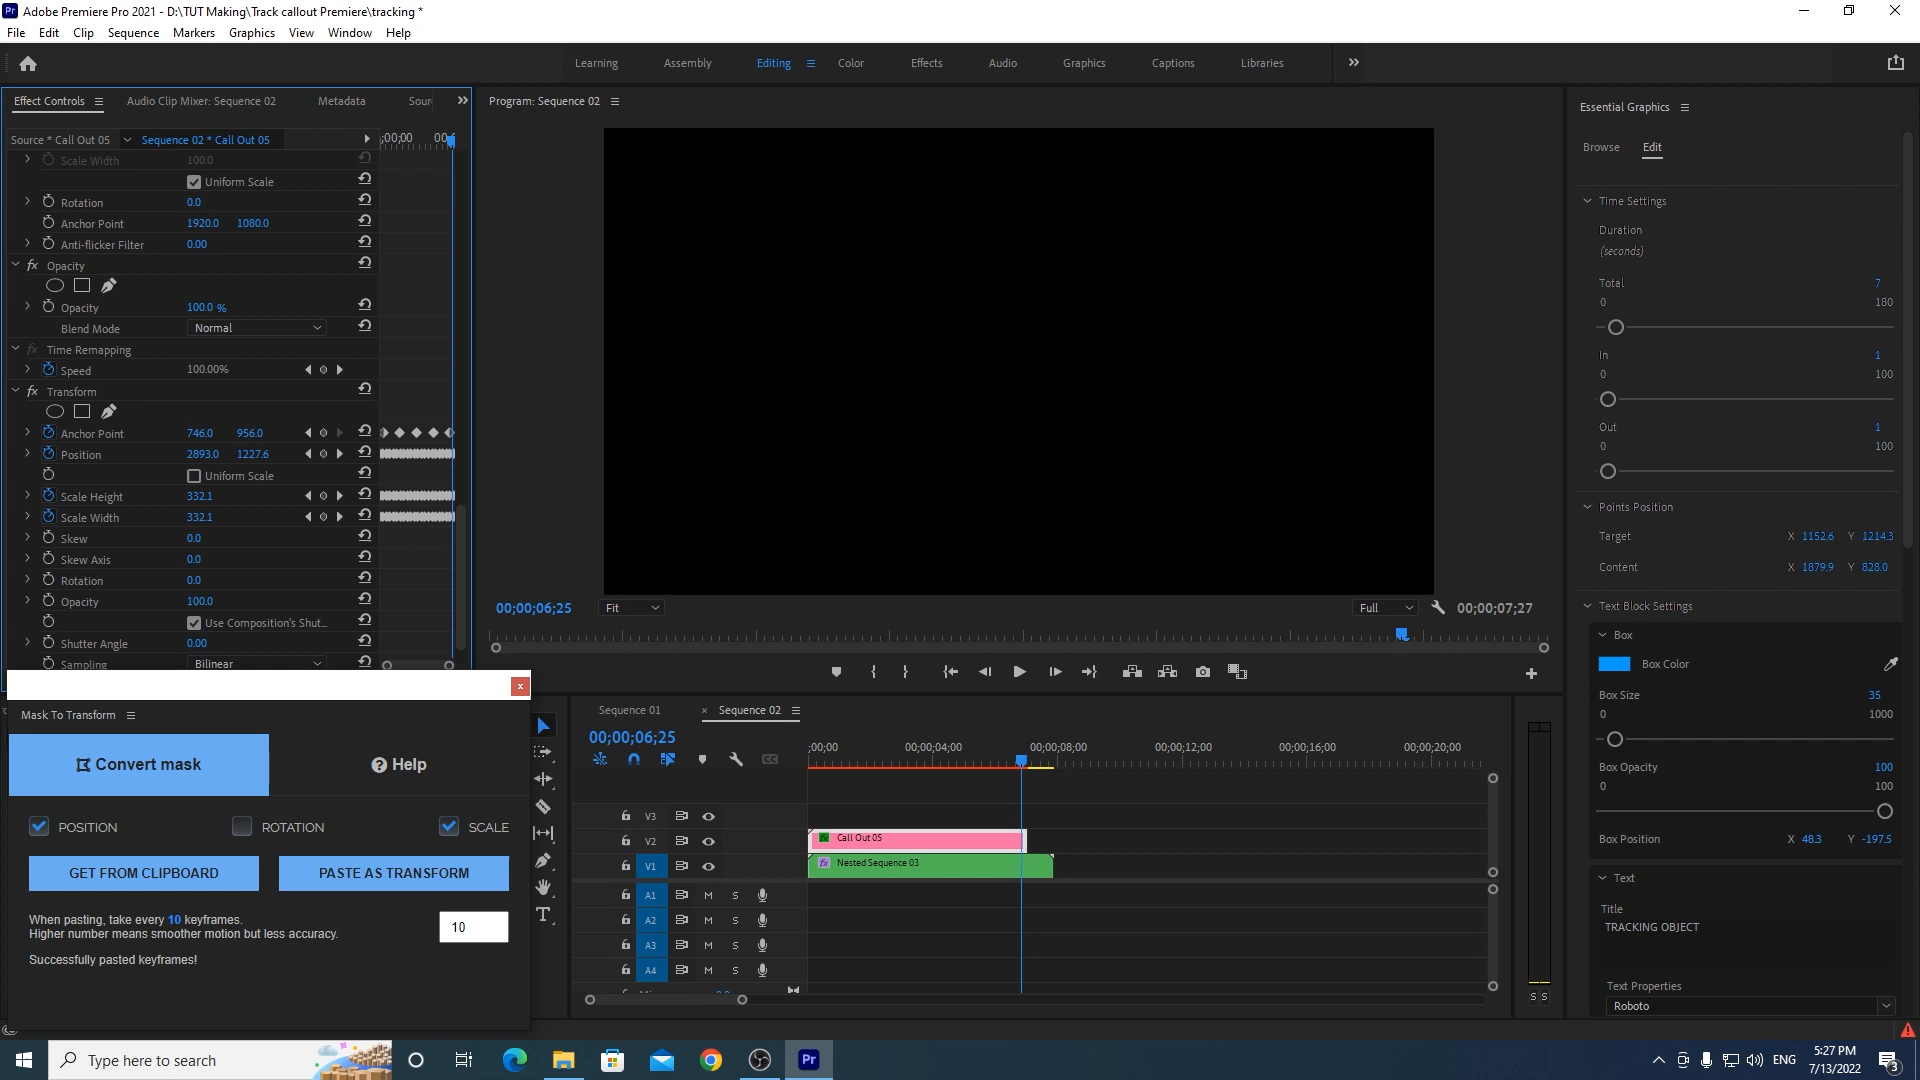 Adobe Premiere Pro 2021 - D:\TUT Making\Track callout Premiere\tracking *
File Edit Clip Sequence Markers Graphics View Window Help
Learning Assembly Editing Color Effects Audio Graphics Captions Libraries
Effect Controls Audio Clip Mixer: Sequence 02 Metadata
Program: Sequence 02
Essential Graphics
Source * Call Out 05 Sequence 02 * Call Out 05 ;00;00
Browse Edit
Scale Width 100.0
Uniform Scale
Rotation 0.0
Anchor Point 1920.0 1080.0
Anti-flicker Filter 0.00
fx Opacity
Opacity 100.0 %
Blend Mode Normal
fx Time Remapping
Speed 100.00%
fx Transform
Anchor Point 746.0 956.0
Position 2893.0 1227.6
Uniform Scale
Scale Height 332.1
Scale Width 332.1
Skew 0.0
Skew Axis 0.0
Rotation 0.0
Opacity 100.0
Use Composition's Shut...
Shutter Angle 0.00
Sampling Bilinear
00;00;06;25 Fit Full 00;00;07;27
Time Settings
Duration
(seconds)
Total 7
0 180
In 1
0 100
Out 1
0 100
Points Position
Target X 1152.6 Y 1214.3
Content X 1879.9 Y 828.0
Text Block Settings
Box
Box Color
Box Size 35
0 1000
Box Opacity 100
0 100
Box Position X 48.3 Y -197.5
Text
Title
TRACKING OBJECT
Text Properties
Roboto
Mask To Transform
Convert mask Help
POSITION ROTATION SCALE
GET FROM CLIPBOARD PASTE AS TRANSFORM
When pasting, take every 10 keyframes.
Higher number means smoother motion but less accuracy.
10
Successfully pasted keyframes!
Sequence 01 × Sequence 02
00;00;06;25
;00;00 00;00;04;00 00;00;08;00 00;00;12;00 00;00;16;00 00;00;20;00
V3
V2 fx Call Out 05
V1 fx Nested Sequence 03
A1 M S
A2 M S
A3 M S
A4 M S
S S
Type here to search
Pr
ENG
5:27 PM
7/13/2022
3